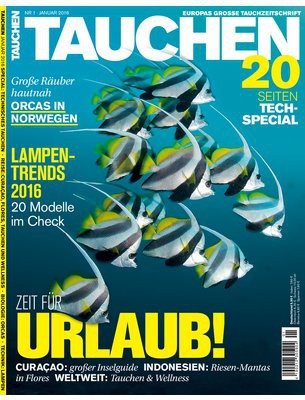 NR 1 · JANUAR 2016
EUROPAS GROSSE TAUCHZEITSCHRIFT
TAUCHEN
20
SEITEN
TECH-
SPECIAL
Große Räuber
hautnah
ORCAS IN
NORWEGEN
LAMPEN-
TRENDS
2016
20 Modelle
im Check
ZEIT FÜR
URLAUB!
CURAÇAO: großer Inselguide INDONESIEN: Riesen-Mantas
in Flores WELTWEIT: Tauchen & Wellness